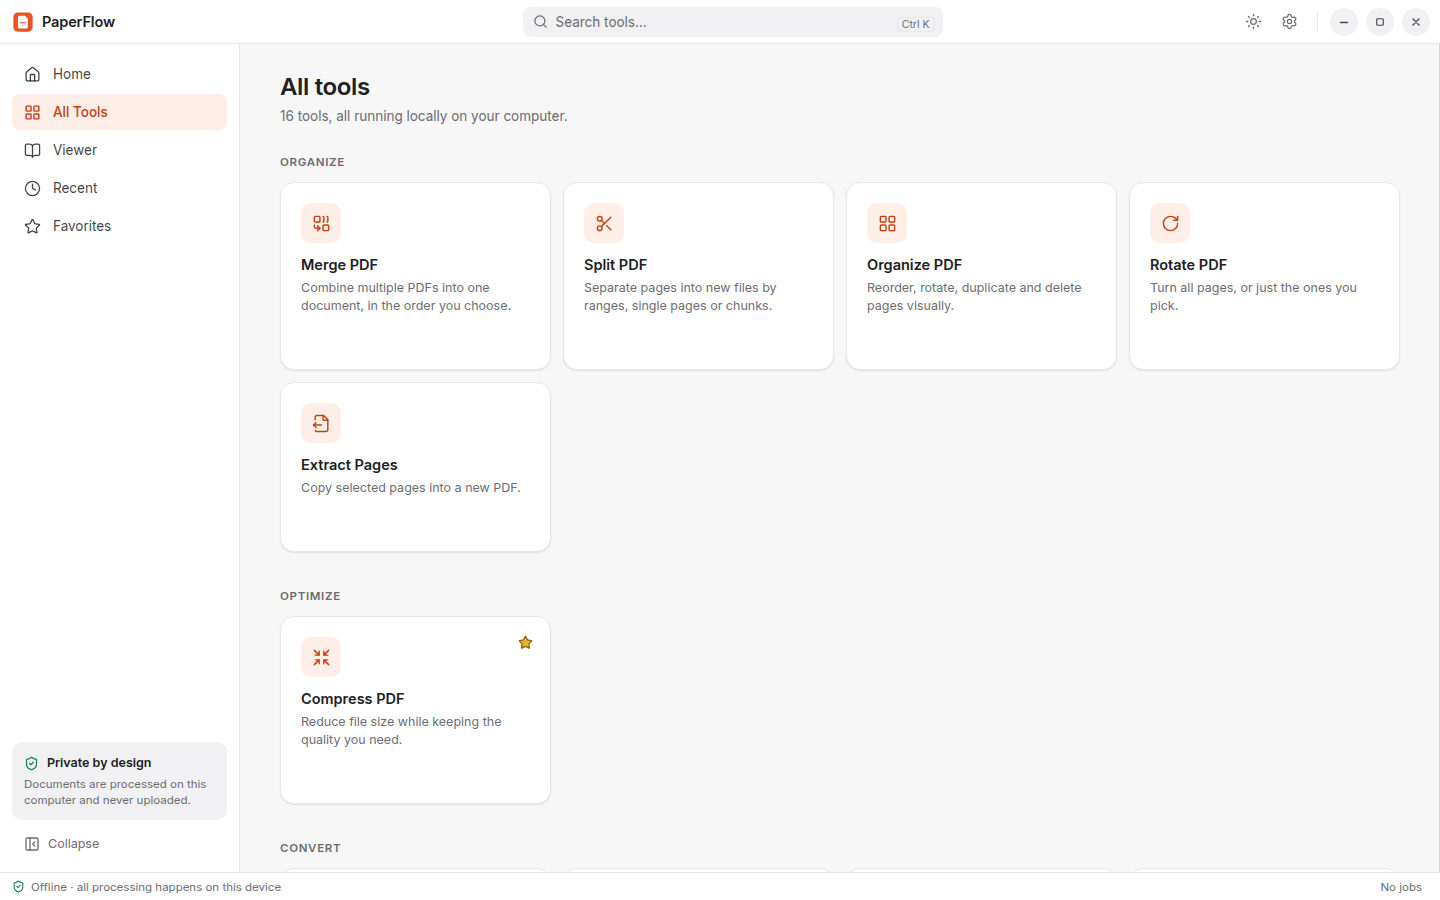 PaperFlow
Search tools...
Ctrl K
Home
All Tools
Viewer
Recent
Favorites
Private by design
Documents are processed on this
computer and never uploaded.
Collapse
All tools
16 tools, all running locally on your computer.
ORGANIZE
Merge PDF
Combine multiple PDFs into one
document, in the order you choose.
Split PDF
Separate pages into new files by
ranges, single pages or chunks.
Organize PDF
Reorder, rotate, duplicate and delete
pages visually.
Rotate PDF
Turn all pages, or just the ones you
pick.
Extract Pages
Copy selected pages into a new PDF.
OPTIMIZE
Compress PDF
Reduce file size while keeping the
quality you need.
CONVERT
Offline · all processing happens on this device
No jobs